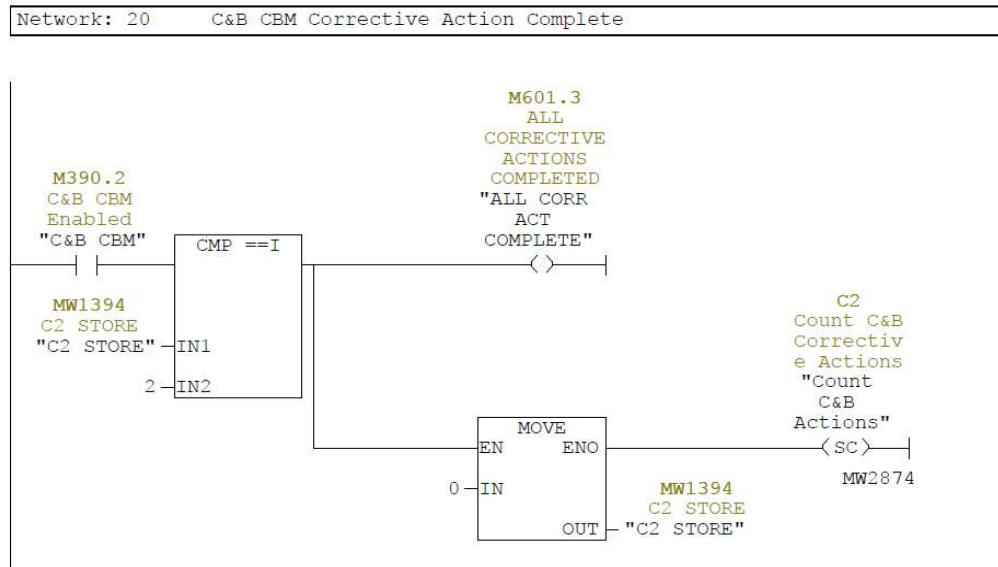 Network: 20 C&B CBM Corrective Action Complete
M601.3
ALL
CORRECTIVE
ACTIONS
COMPLETED
"ALL CORR
ACT
COMPLETE"
M390.2
C&B CBM
Enabled
"C&B CBM"
CMP ==I
MW1394
C2 STORE
"C2 STORE"
IN1
2
IN2
C2
Count C&B
Correctiv
e Actions
"Count
C&B
Actions"
SC
MW2874
MOVE
EN ENO
0
IN
MW1394
C2 STORE
OUT
"C2 STORE"